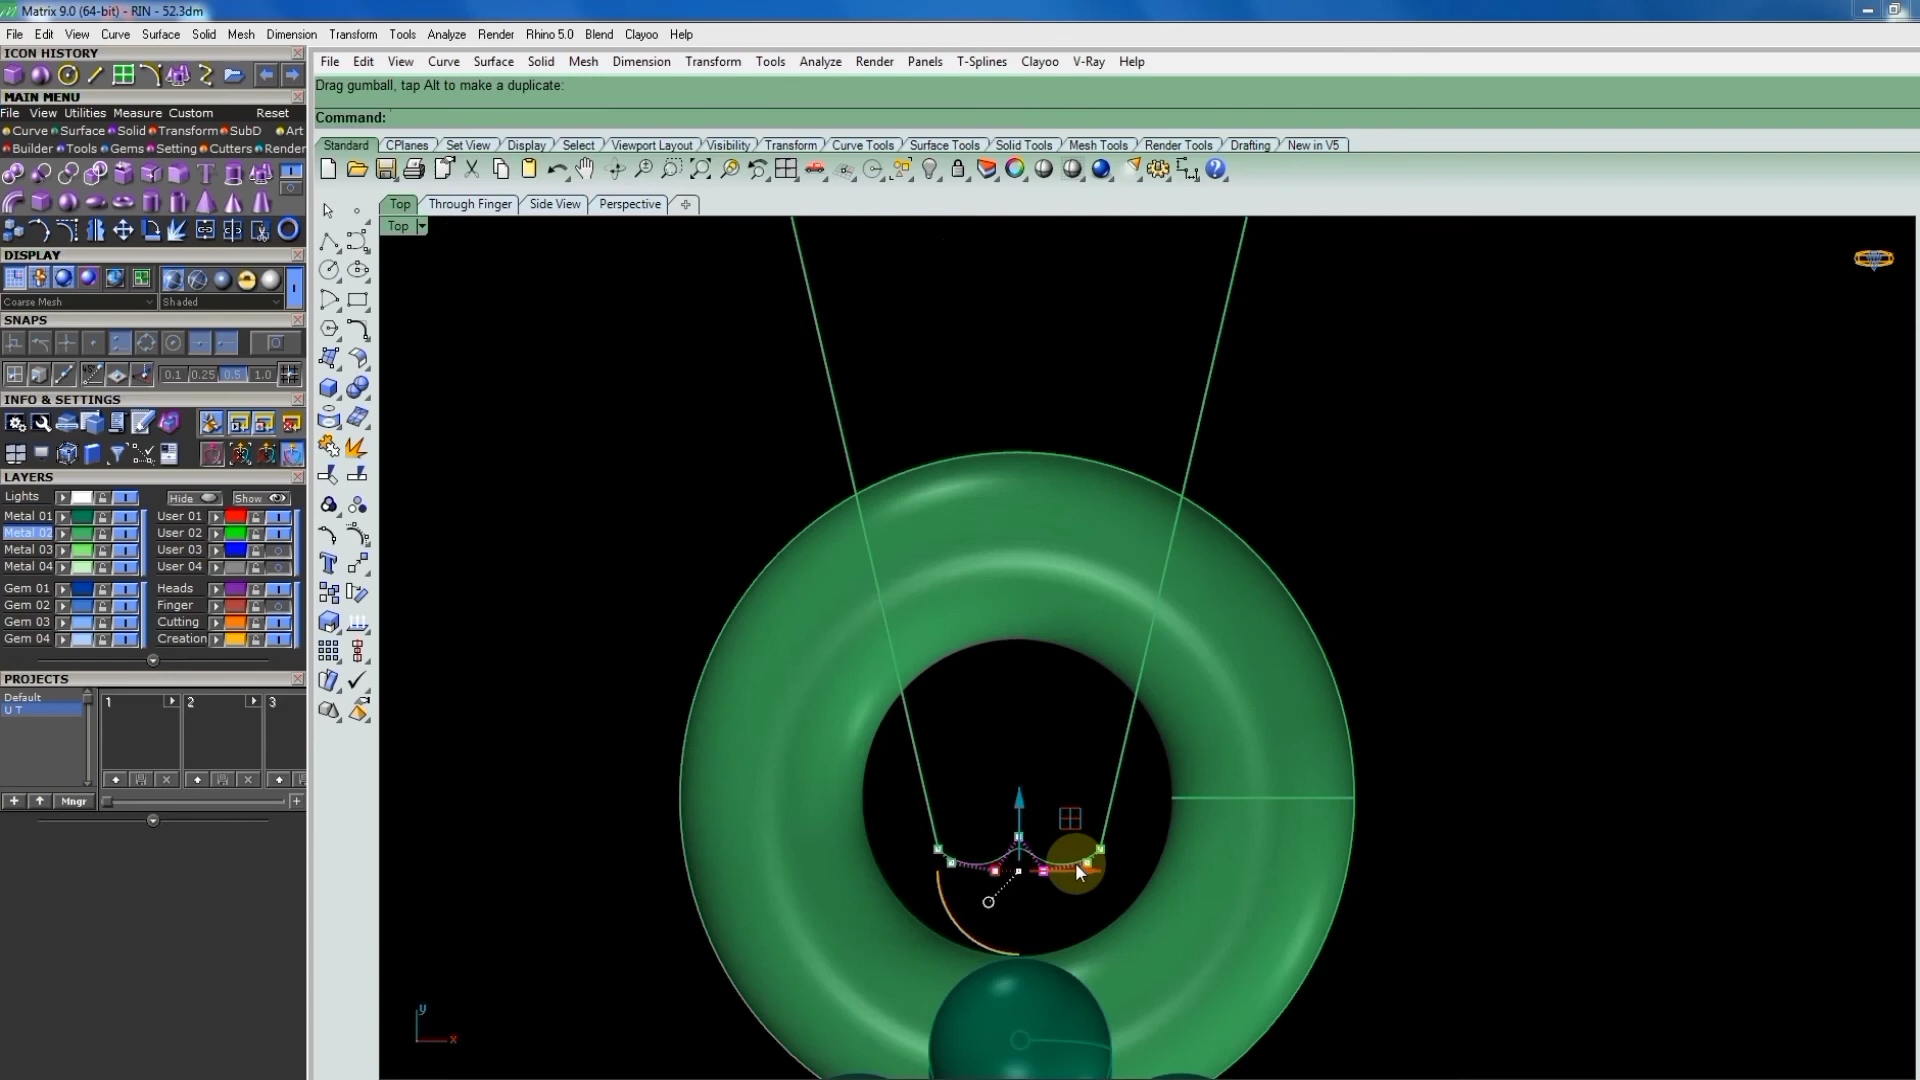 Matrix 9.0 (64-bit) - RIN - 52.3dm
File Edit View Curve Surface Solid Mesh Dimension Transform Tools Analyze Render Rhino 5.0 Blend Clayoo Help
ICON HISTORY
MAIN MENU
File View Utilities Measure Custom Reset
Curve Surface Solid Transform SubD Art
Builder Tools Gems Setting Cutters Render
DISPLAY
Coarse Mesh Shaded
SNAPS
0.1 0.25 0.5 1.0
INFO & SETTINGS
LAYERS
Lights Hide Show
Metal 01 User 01
Metal 02 User 02
Metal 03 User 03
Metal 04 User 04
Gem 01 Heads
Gem 02 Finger
Gem 03 Cutting
Gem 04 Creation
PROJECTS
Default
U T
1 2 3
Mngr
File Edit View Curve Surface Solid Mesh Dimension Transform Tools Analyze Render Panels T-Splines Clayoo V-Ray Help
Drag gumball, tap Alt to make a duplicate:
Command:
Standard CPlanes Set View Display Select Viewport Layout Visibility Transform Curve Tools Surface Tools Solid Tools Mesh Tools Render Tools Drafting New in V5
Top Through Finger Side View Perspective
Top
y
x